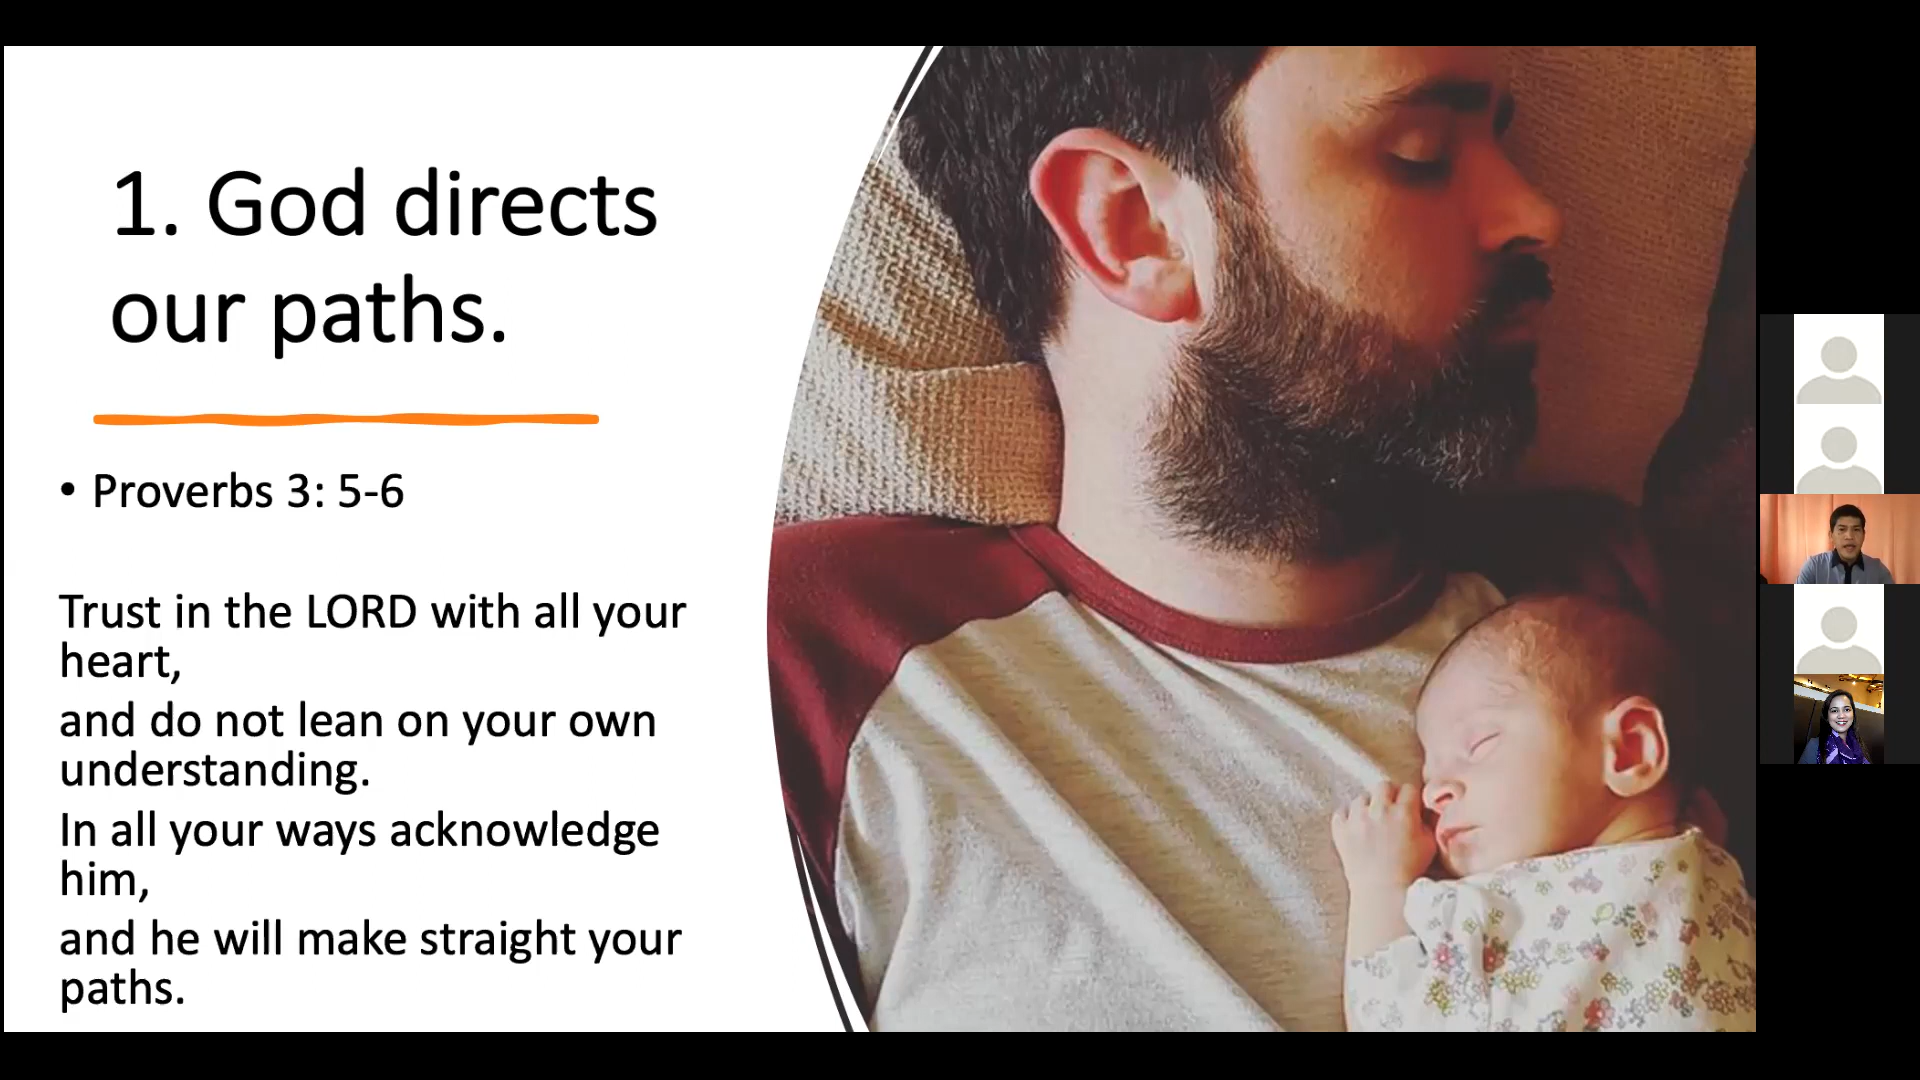 1. God directs
our paths.
• Proverbs 3: 5-6
Trust in the LORD with all your
heart,
and do not lean on your own
understanding.
In all your ways acknowledge
him,
and he will make straight your
paths.